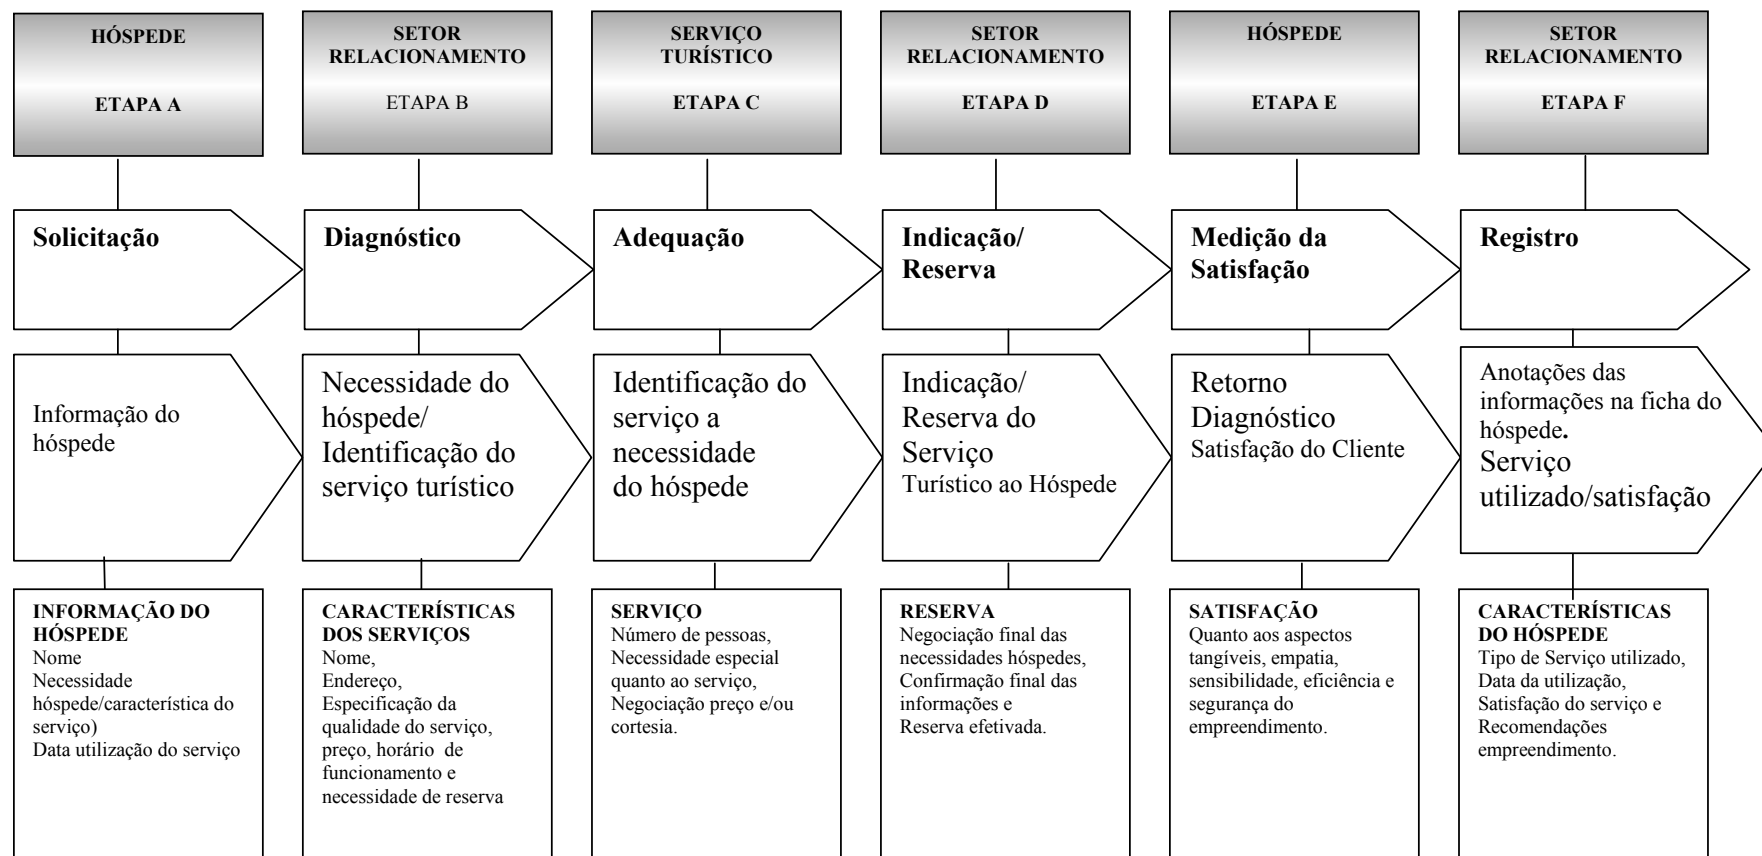 HÓSPEDE
ETAPA A
SETOR
RELACIONAMENTO
ETAPA B
SERVIÇO
TURÍSTICO
ETAPA C
SETOR
RELACIONAMENTO
ETAPA D
HÓSPEDE
ETAPA E
SETOR
RELACIONAMENTO
ETAPA F
Solicitação
Diagnóstico
Adequação
Indicação/
Reserva
Medição da
Satisfação
Registro
Informação do
hóspede
Necessidade do
hóspede/
Identificação do
serviço turístico
Identificação do
serviço a
necessidade
do hóspede
Indicação/
Reserva do
Serviço
Turístico ao Hóspede
Retorno
Diagnóstico
Satisfação do Cliente
Anotações das
informações na ficha do
hóspede.
Serviço
utilizado/satisfação
INFORMAÇÃO DO
HÓSPEDE
Nome
Necessidade
hóspede/característica do
serviço)
Data utilização do serviço
CARACTERÍSTICAS
DOS SERVIÇOS
Nome,
Endereço,
Especificação da
qualidade do serviço,
preço, horário de
funcionamento e
necessidade de reserva
SERVIÇO
Número de pessoas,
Necessidade especial
quanto ao serviço,
Negociação preço e/ou
cortesia.
RESERVA
Negociação final das
necessidades hóspedes,
Confirmação final das
informações e
Reserva efetivada.
SATISFAÇÃO
Quanto aos aspectos
tangíveis, empatia,
sensibilidade, eficiência e
segurança do
empreendimento.
CARACTERÍSTICAS
DO HÓSPEDE
Tipo de Serviço utilizado,
Data da utilização,
Satisfação do serviço e
Recomendações
empreendimento.